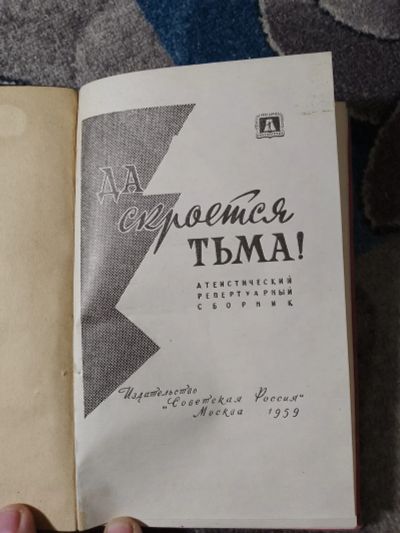 ДА
скроется
ТЬМА!
АТЕИСТИЧЕСКИЙ
РЕПЕРТУАРНЫЙ
СБОРНИК
Издательство
"Советская Россия"
Москва 1959